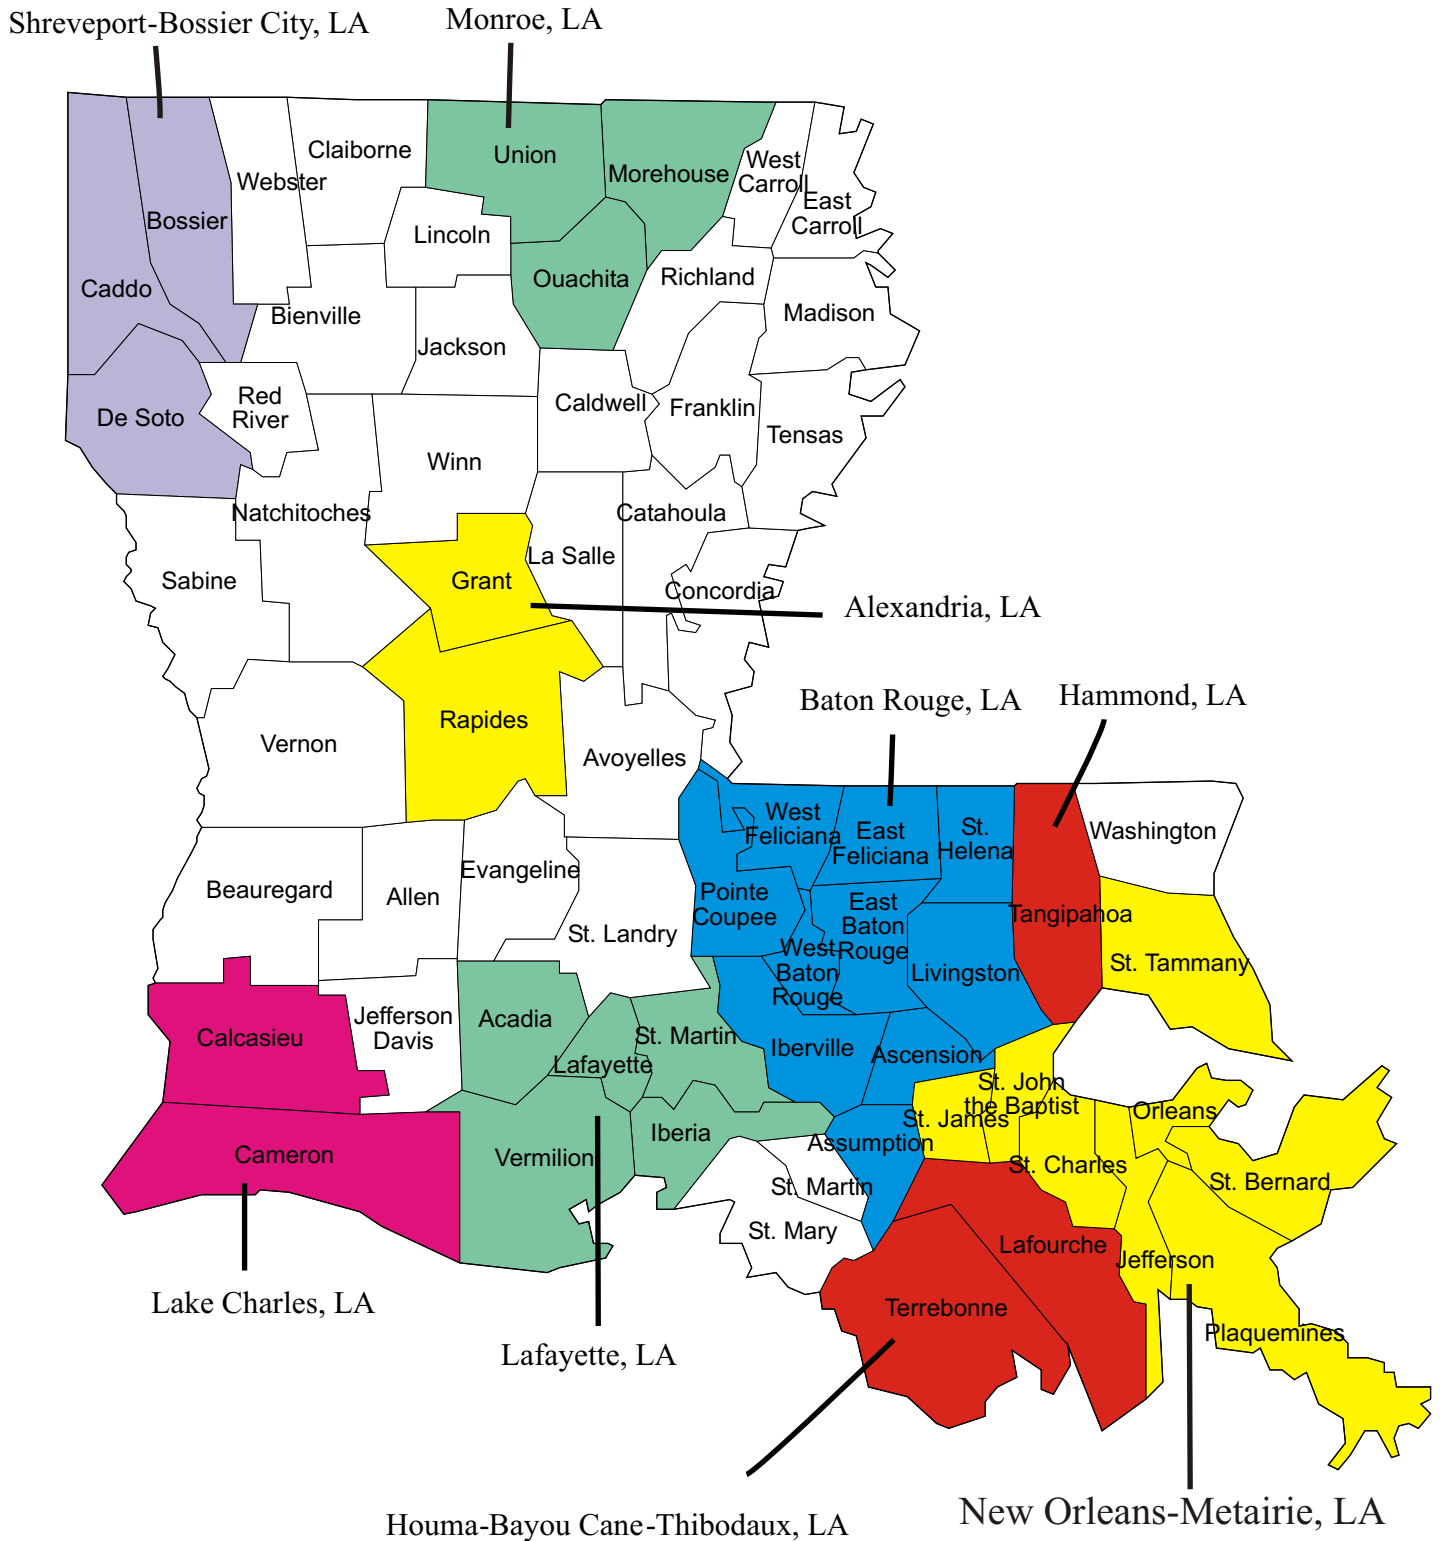 Shreveport-Bossier City, LA
Monroe, LA
Claiborne
Union
Webster
Morehouse
West
Carroll
East
Carroll
Bossier
Lincoln
Caddo
Ouachita
Richland
Bienville
Madison
Jackson
De Soto
Red
River
Caldwell
Franklin
Tensas
Winn
Natchitoches
Catahoula
La Salle
Sabine
Grant
Concordia
Alexandria, LA
Baton Rouge, LA
Hammond, LA
Vernon
Rapides
Avoyelles
West
Feliciana
East
Feliciana
St.
Helena
Washington
Beauregard
Allen
Evangeline
Pointe
Coupee
East
Baton
Rouge
Tangipahoa
St. Landry
West
Baton
Rouge
Livingston
St. Tammany
Calcasieu
Jefferson
Davis
Acadia
Lafayette
St. Martin
Iberville
Ascension
St. John
the Baptist
St. James
Orleans
Cameron
Vermilion
Iberia
Assumption
St. Charles
St. Bernard
St. Martin
St. Mary
Lafourche
Jefferson
Terrebonne
Plaquemines
Lake Charles, LA
Lafayette, LA
Houma-Bayou Cane-Thibodaux, LA
New Orleans-Metairie, LA